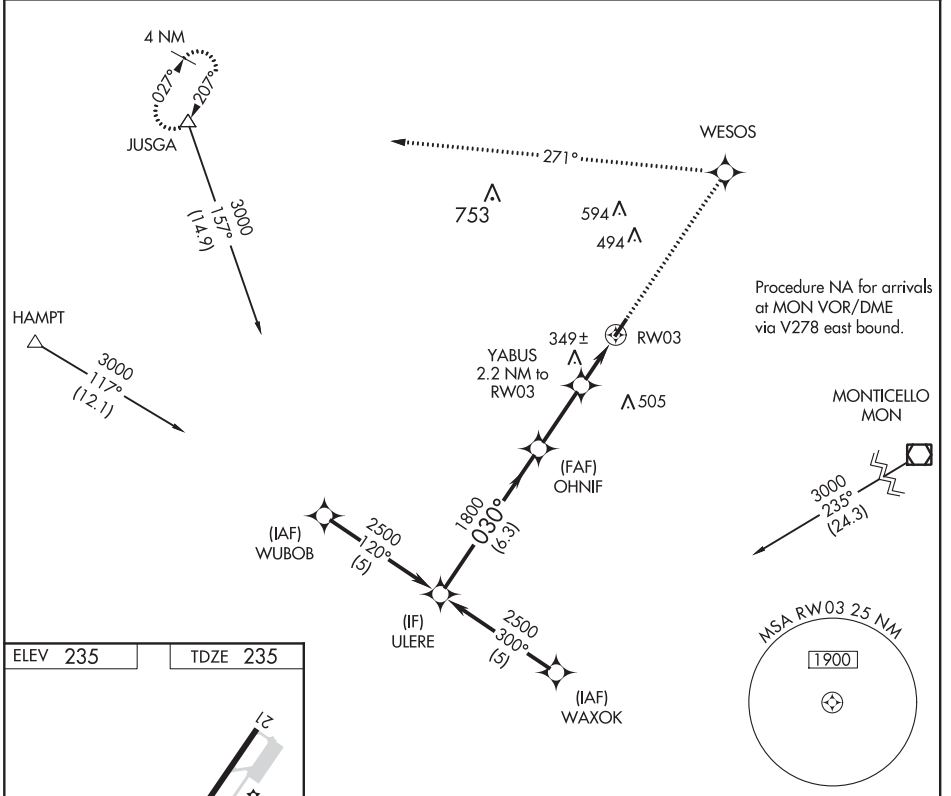 4 NM
027°
207°
JUSGA
3000
157°
(14.9)
WESOS
271°
753
594
494
Procedure NA for arrivals
at MON VOR/DME
via V278 east bound.
HAMPT
3000
117°
(12.1)
349±
RW03
YABUS
2.2 NM to
RW03
505
MONTICELLO
MON
3000
235°
(24.3)
(FAF)
OHNIF
1800
030°
(6.3)
(IAF)
WUBOB
2500
120°
(5)
(IF)
ULERE
2500
300°
(5)
(IAF)
WAXOK
MSA RW03 25 NM
1900
ELEV 235
TDZE 235
21